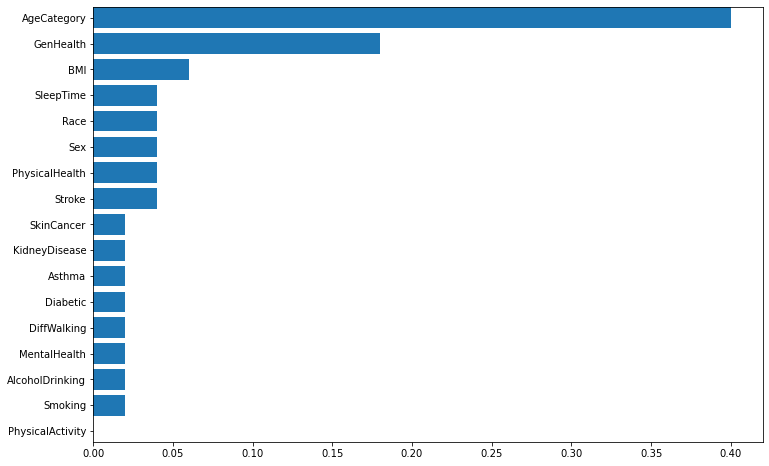 AgeCategory
GenHealth
BMI
SleepTime
Race
Sex
PhysicalHealth
Stroke
SkinCancer
KidneyDisease
Asthma
Diabetic
DiffWalking
MentalHealth
AlcoholDrinking
Smoking
PhysicalActivity
0.00 0.05 0.10 0.15 0.20 0.25 0.30 0.35 0.40